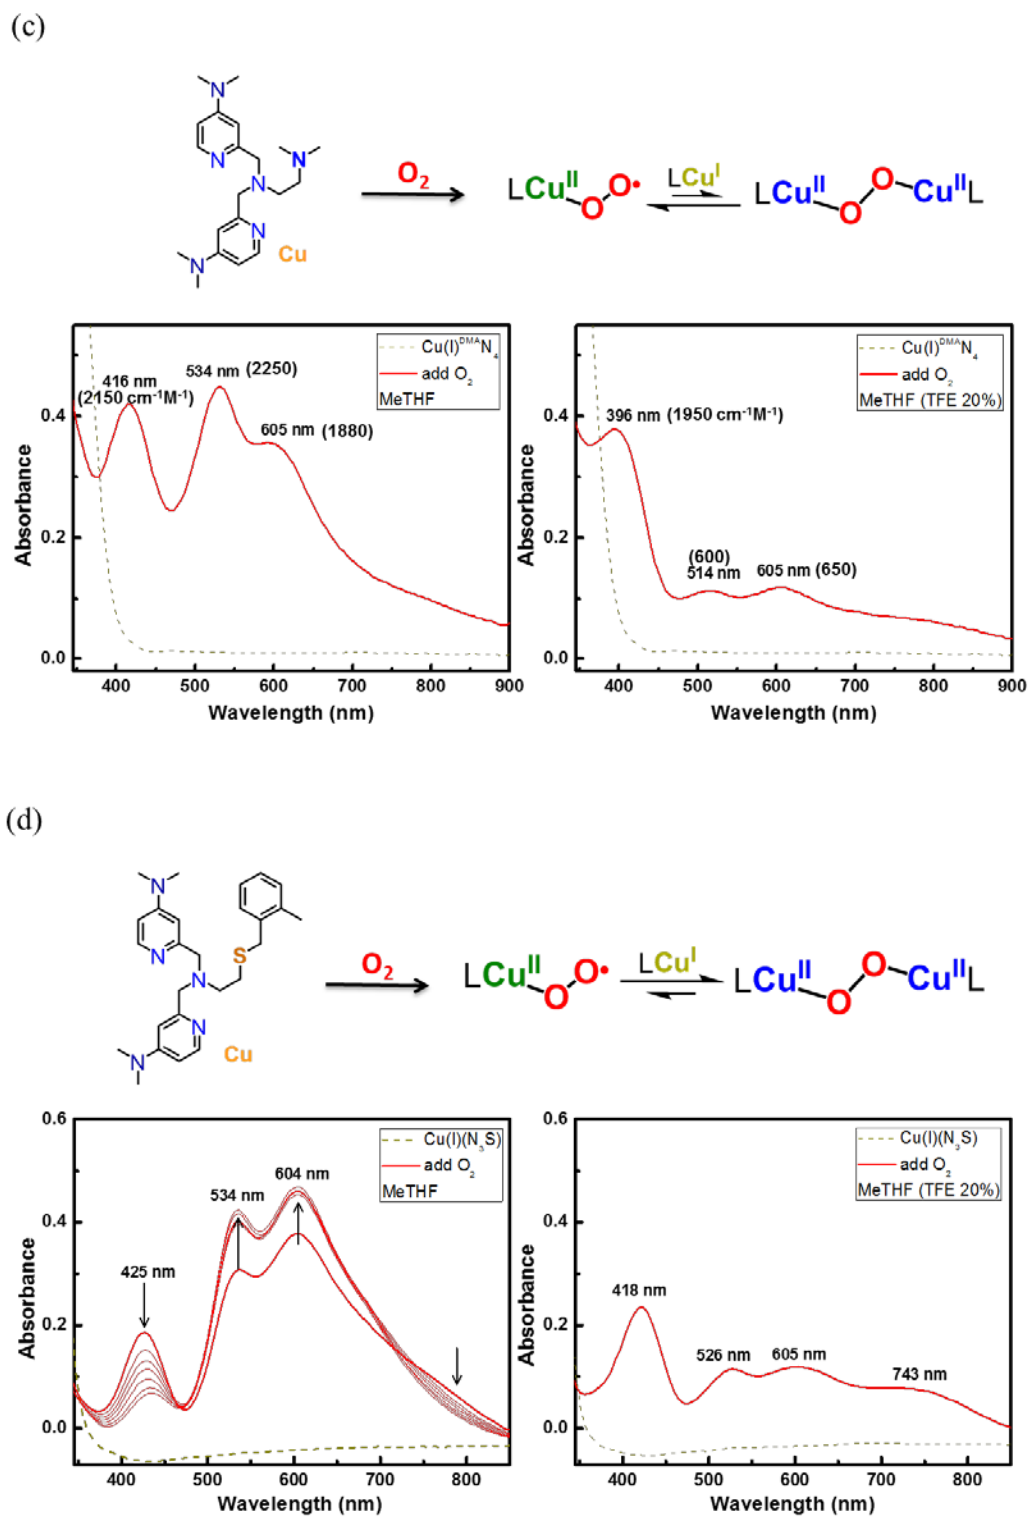 (c)
N
N
N
N
N
N
Cu
O₂
LCuᴵᴵ
O
O•
LCuᴵ
LCuᴵᴵ
O
O
CuᴵᴵL
Cu(I)ᴰᴹᴬN₄
add O₂
MeTHF
416 nm
(2150 cm⁻¹M⁻¹)
534 nm (2250)
605 nm (1880)
0.4
0.2
0.0
Absorbance
400 500 600 700 800 900
Wavelength (nm)
Cu(I)ᴰᴹᴬN₄
add O₂
MeTHF (TFE 20%)
396 nm (1950 cm⁻¹M⁻¹)
(600)
514 nm
605 nm (650)
0.4
0.2
0.0
Absorbance
400 500 600 700 800 900
Wavelength (nm)
(d)
N
N
S
N
N
N
Cu
O₂
LCuᴵᴵ
O
O•
LCuᴵ
LCuᴵᴵ
O
O
CuᴵᴵL
Cu(I)(N₃S)
add O₂
MeTHF
604 nm
534 nm
425 nm
0.6
0.4
0.2
0.0
Absorbance
400 500 600 700 800
Wavelength (nm)
Cu(I)(N₃S)
add O₂
MeTHF (TFE 20%)
418 nm
526 nm
605 nm
743 nm
0.6
0.4
0.2
0.0
Absorbance
400 500 600 700 800
Wavelength (nm)